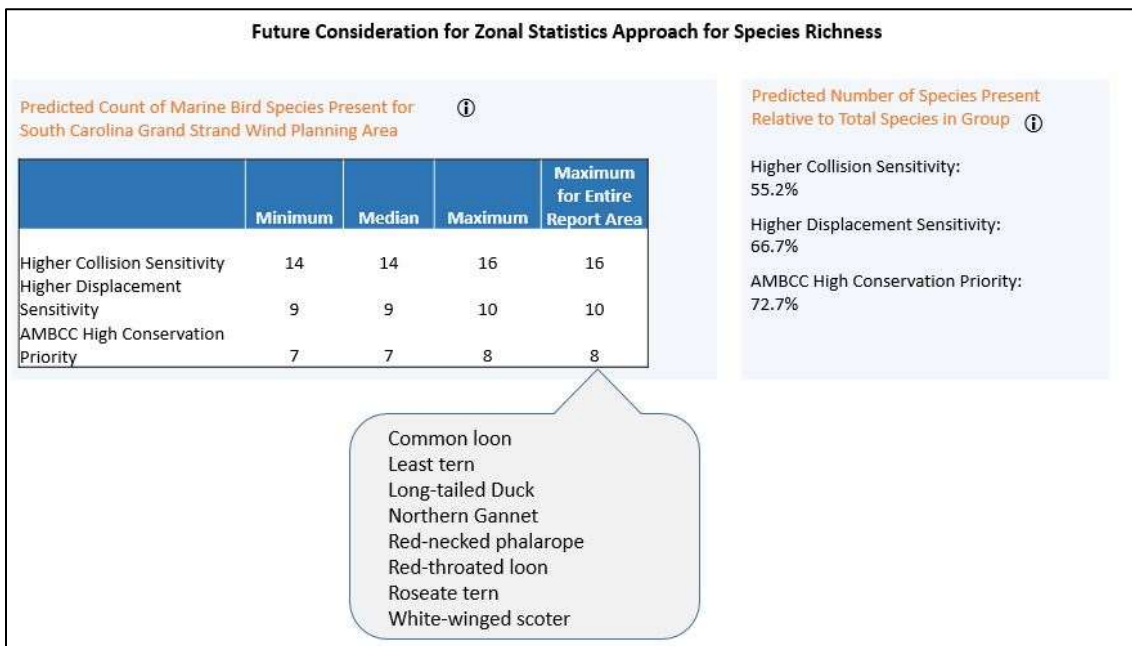 Future Consideration for Zonal Statistics Approach for Species Richness
Predicted Count of Marine Bird Species Present for
South Carolina Grand Strand Wind Planning Area
Minimum Median Maximum Maximum for Entire Report Area
Higher Collision Sensitivity 14 14 16 16
Higher Displacement
Sensitivity 9 9 10 10
AMBCC High Conservation
Priority 7 7 8 8
Common loon
Least tern
Long-tailed Duck
Northern Gannet
Red-necked phalarope
Red-throated loon
Roseate tern
White-winged scoter
Predicted Number of Species Present
Relative to Total Species in Group
Higher Collision Sensitivity:
55.2%
Higher Displacement Sensitivity:
66.7%
AMBCC High Conservation Priority:
72.7%